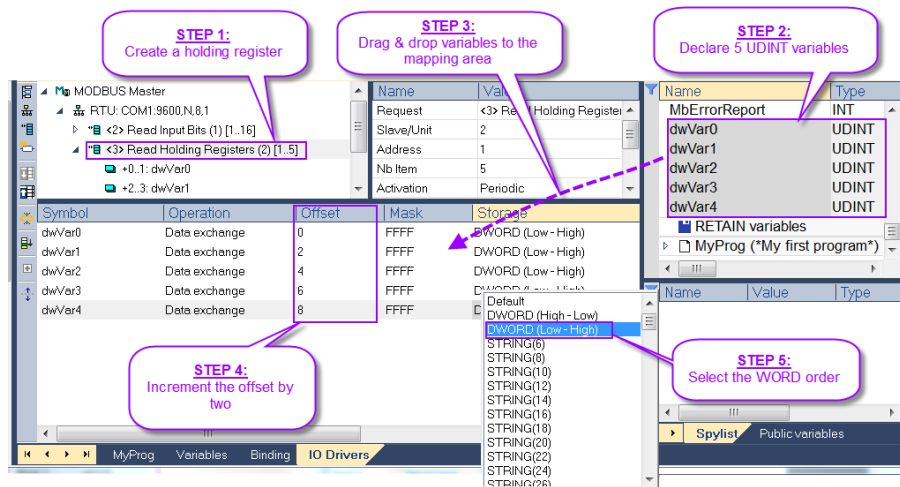 STEP 1:
Create a holding register
STEP 3:
Drag & drop variables to the
mapping area
STEP 2:
Declare 5 UDINT variables
MODBUS Master
RTU: COM1:9600,N,8,1
<2> Read Input Bits (1) [1..16]
<3> Read Holding Registers (2) [1..5]
+0..1: dwVar0
+2..3: dwVar1
Name Value
Request <3> Read Holding Register
Slave/Unit 2
Address 1
Nb Item 5
Activation Periodic
Name Type
MbErrorReport INT
dwVar0 UDINT
dwVar1 UDINT
dwVar2 UDINT
dwVar3 UDINT
dwVar4 UDINT
RETAIN variables
MyProg (*My first program*)
Symbol Operation Offset Mask Storage
dwVar0 Data exchange 0 FFFF DWORD (Low - High)
dwVar1 Data exchange 2 FFFF DWORD (Low - High)
dwVar2 Data exchange 4 FFFF DWORD (Low - High)
dwVar3 Data exchange 6 FFFF DWORD (Low - High)
dwVar4 Data exchange 8 FFFF
Default
DWORD (High - Low)
DWORD (Low - High)
STRING(6)
STRING(8)
STRING(10)
STRING(12)
STRING(14)
STRING(16)
STRING(18)
STRING(20)
STRING(22)
STRING(24)
STRING(26)
Name Value Type
STEP 4:
Increment the offset by
two
STEP 5:
Select the WORD order
MyProg Variables Binding IO Drivers
Spylist Public variables